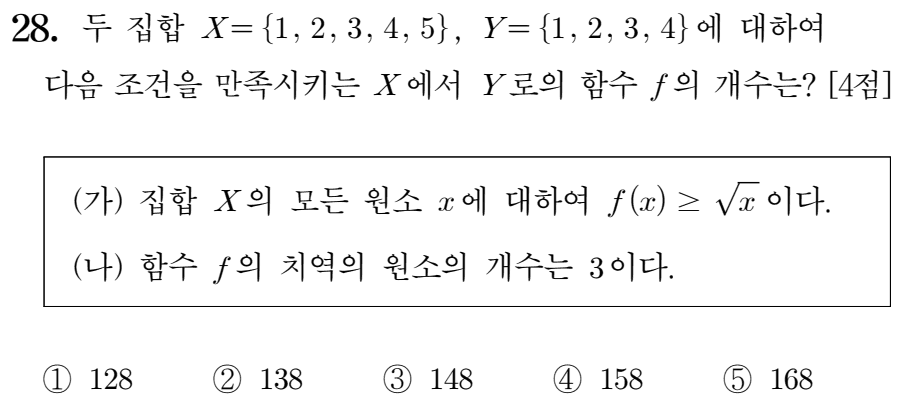 28. 두 집합 X={1, 2, 3, 4, 5}, Y={1, 2, 3, 4}에 대하여
다음 조건을 만족시키는 X에서 Y로의 함수 f의 개수는? [4점]
(가) 집합 X의 모든 원소 x에 대하여 f(x) ≥ √x 이다.
(나) 함수 f의 치역의 원소의 개수는 3이다.
① 128 ② 138 ③ 148 ④ 158 ⑤ 168